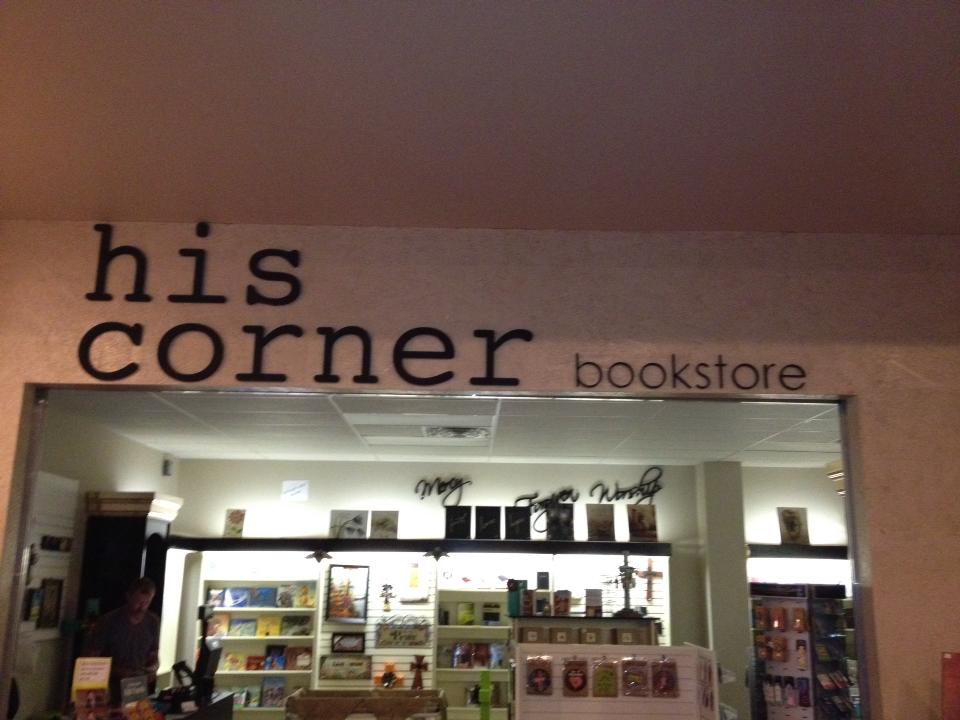 his
corner bookstore
Mercy
Forgiven Worship